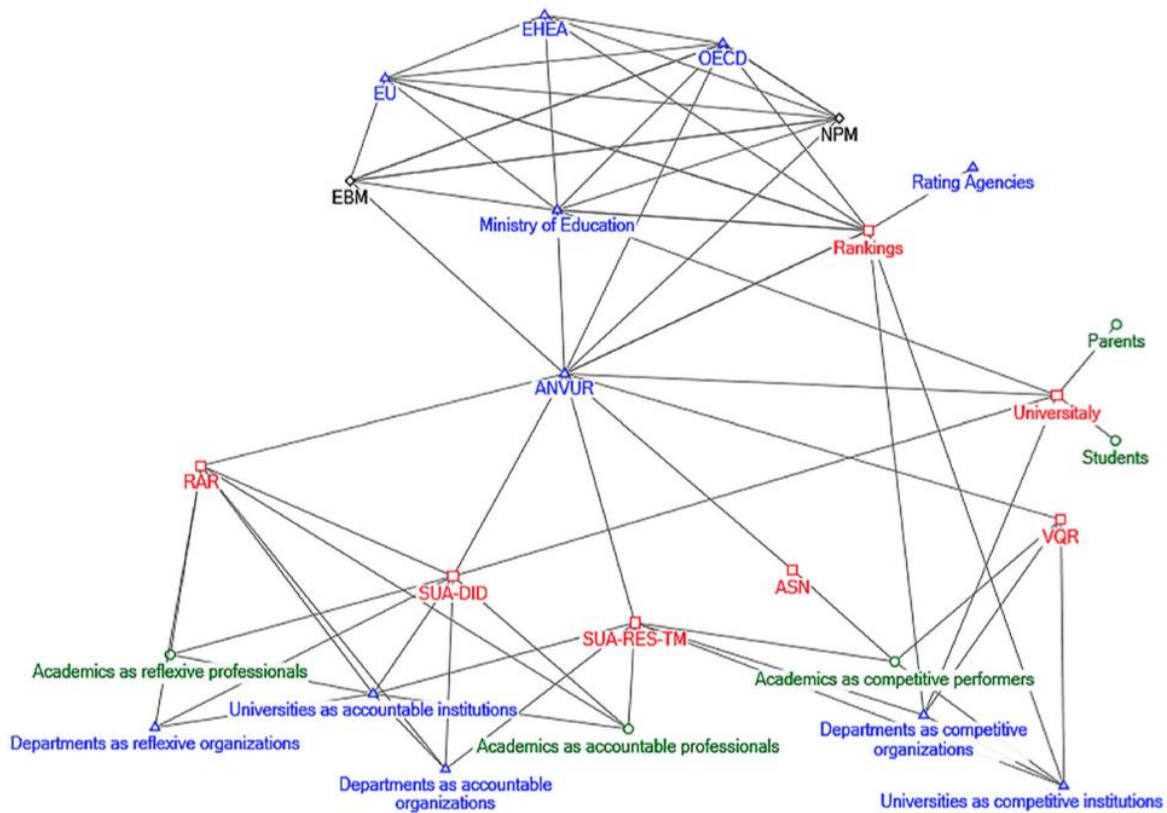 EHEA
OECD
EU
NPM
Rating Agencies
EBM
Ministry of Education
Rankings
Parents
ANVUR
Universitaly
Students
RAR
VQR
SUA-DID
ASN
SUA-RES-TM
Academics as reflexive professionals
Academics as competitive performers
Universities as accountable institutions
Departments as competitive
organizations
Departments as reflexive organizations
Academics as accountable professionals
Departments as accountable
organizations
Universities as competitive institutions